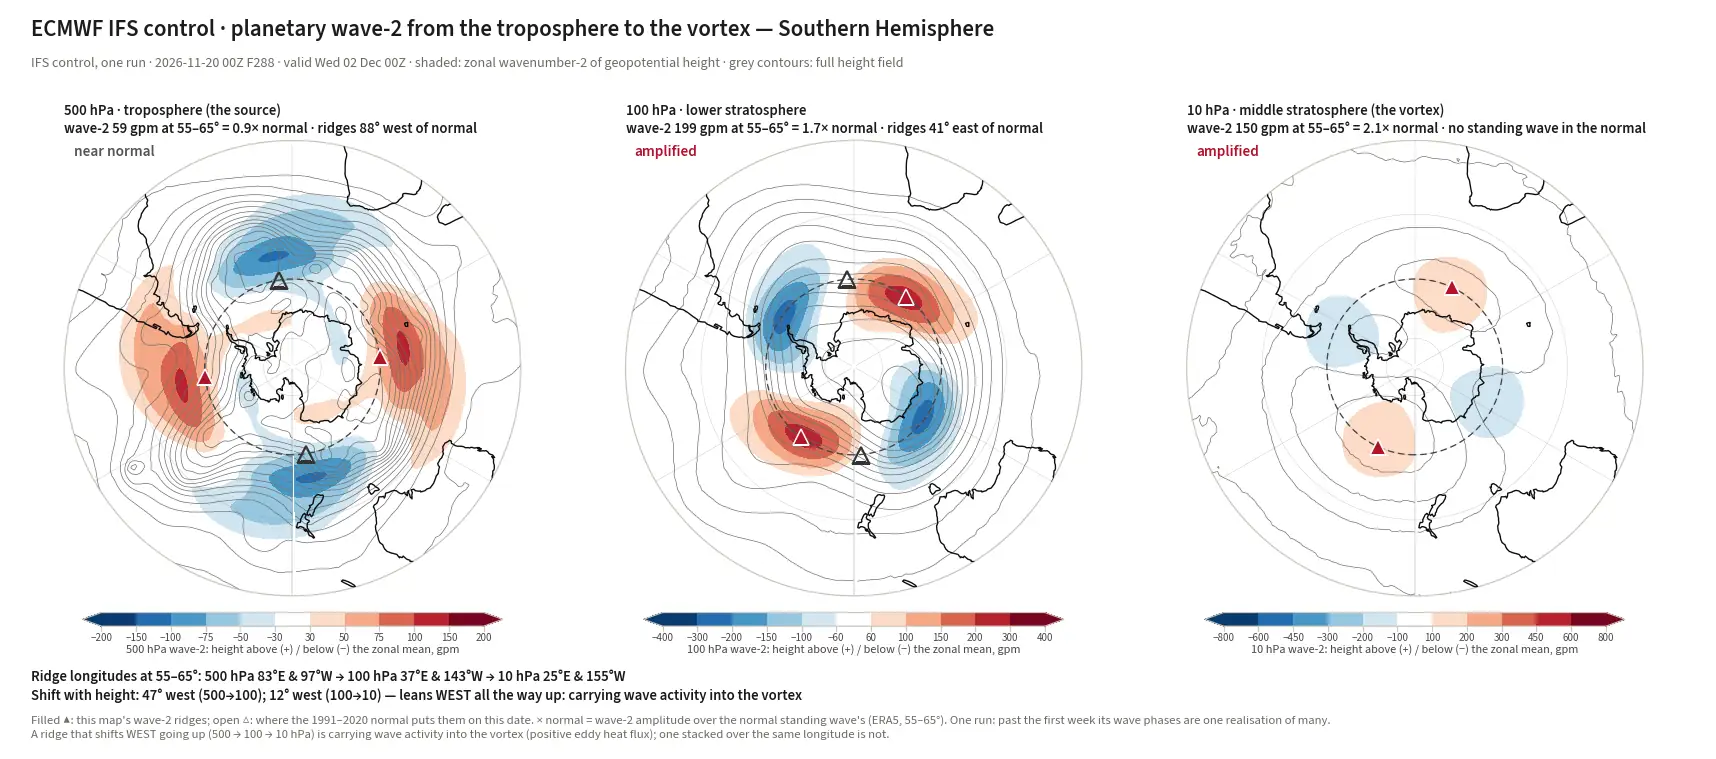 ECMWF IFS control · planetary wave-2 from the troposphere to the vortex — Southern Hemisphere
IFS control, one run · 2026-11-20 00Z F288 · valid Wed 02 Dec 00Z · shaded: zonal wavenumber-2 of geopotential height · grey contours: full height field
500 hPa · troposphere (the source)
wave-2 59 gpm at 55–65° = 0.9× normal · ridges 88° west of normal
near normal
100 hPa · lower stratosphere
wave-2 199 gpm at 55–65° = 1.7× normal · ridges 41° east of normal
amplified
10 hPa · middle stratosphere (the vortex)
wave-2 150 gpm at 55–65° = 2.1× normal · no standing wave in the normal
amplified
−200 −150 −100 −75 −50 −30 30 50 75 100 150 200
500 hPa wave-2: height above (+) / below (−) the zonal mean, gpm
−400 −300 −200 −150 −100 −60 60 100 150 200 300 400
100 hPa wave-2: height above (+) / below (−) the zonal mean, gpm
−800 −600 −450 −300 −200 −100 100 200 300 450 600 800
10 hPa wave-2: height above (+) / below (−) the zonal mean, gpm
Ridge longitudes at 55–65°: 500 hPa 83°E & 97°W → 100 hPa 37°E & 143°W → 10 hPa 25°E & 155°W
Shift with height: 47° west (500→100); 12° west (100→10) — leans WEST all the way up: carrying wave activity into the vortex
Filled ▲: this map's wave-2 ridges; open △: where the 1991–2020 normal puts them on this date. × normal = wave-2 amplitude over the normal standing wave's (ERA5, 55–65°). One run: past the first week its wave phases are one realisation of many.
A ridge that shifts WEST going up (500 → 100 → 10 hPa) is carrying wave activity into the vortex (positive eddy heat flux); one stacked over the same longitude is not.